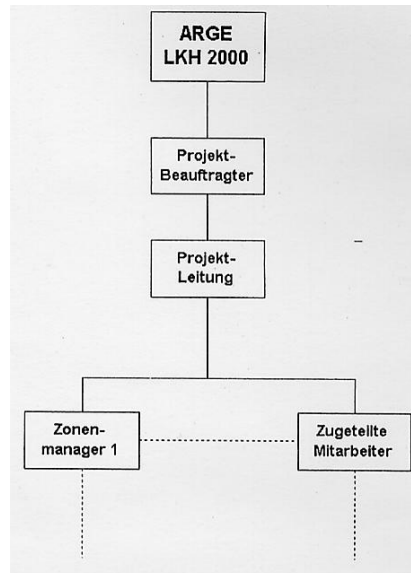 ARGE
LKH 2000
Projekt-
Beauftragter
Projekt-
Leitung
Zonen-
manager 1
Zugeteilte
Mitarbeiter